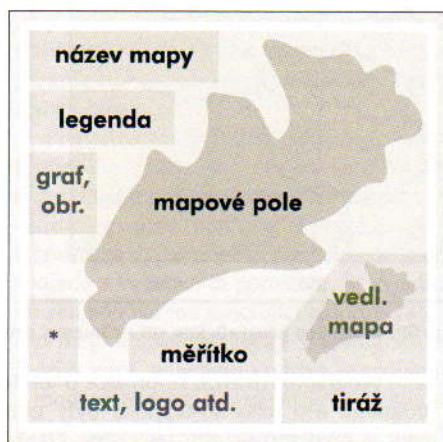 název mapy
legenda
graf,
obr.
mapové pole
vedl.
mapa
*
měřítko
text, logo atd.
tiráž